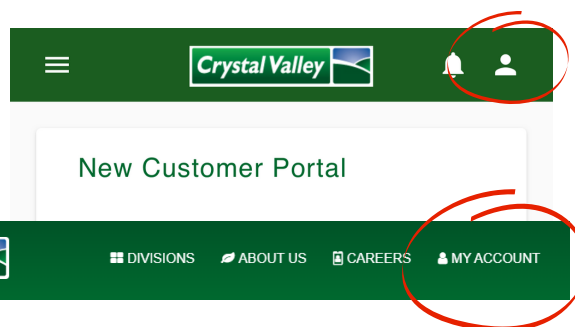 Crystal Valley
New Customer Portal
DIVISIONS ABOUT US CAREERS MY ACCOUNT